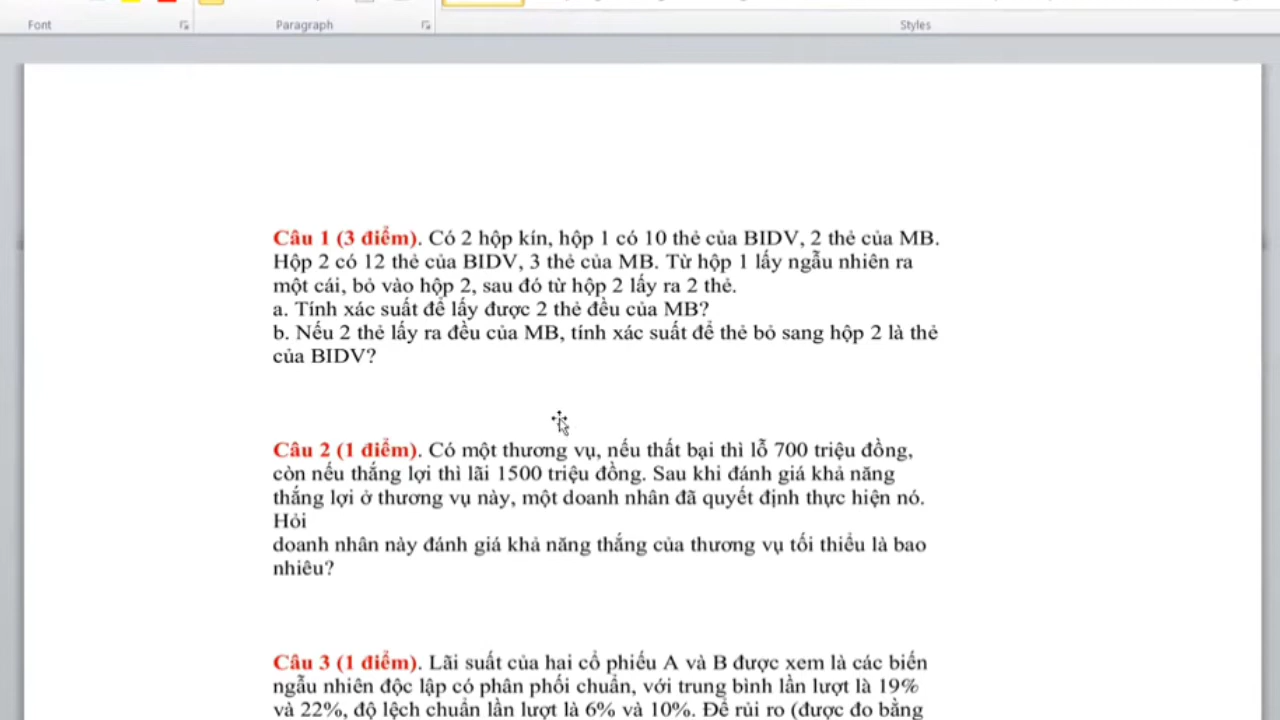 Font
Paragraph
Styles
Câu 1 (3 điểm). Có 2 hộp kín, hộp 1 có 10 thẻ của BIDV, 2 thẻ của MB.
Hộp 2 có 12 thẻ của BIDV, 3 thẻ của MB. Từ hộp 1 lấy ngẫu nhiên ra
một cái, bỏ vào hộp 2, sau đó từ hộp 2 lấy ra 2 thẻ.
a. Tính xác suất để lấy được 2 thẻ đều của MB?
b. Nếu 2 thẻ lấy ra đều của MB, tính xác suất để thẻ bỏ sang hộp 2 là thẻ
của BIDV?
Câu 2 (1 điểm). Có một thương vụ, nếu thất bại thì lỗ 700 triệu đồng,
còn nếu thắng lợi thì lãi 1500 triệu đồng. Sau khi đánh giá khả năng
thắng lợi ở thương vụ này, một doanh nhân đã quyết định thực hiện nó.
Hỏi
doanh nhân này đánh giá khả năng thắng của thương vụ tối thiểu là bao
nhiêu?
Câu 3 (1 điểm). Lãi suất của hai cổ phiếu A và B được xem là các biến
ngẫu nhiên độc lập có phân phối chuẩn, với trung bình lần lượt là 19%
và 22%, độ lệch chuẩn lần lượt là 6% và 10%. Để rủi ro (được đo bằng